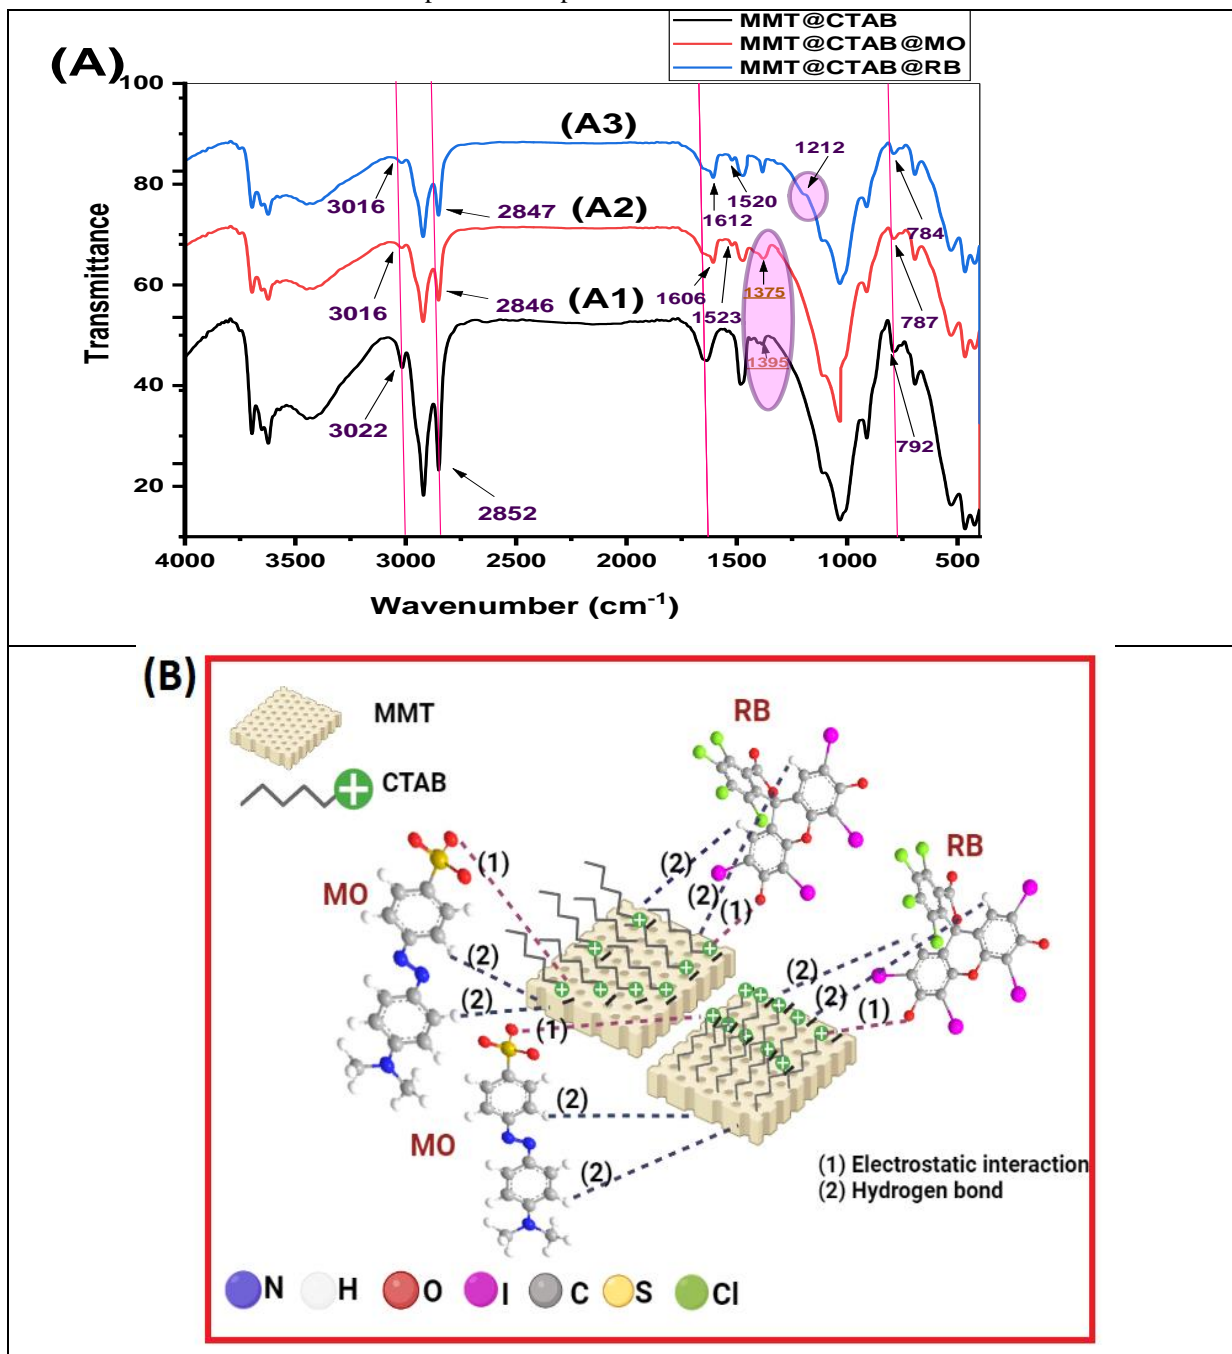 MMT@CTAB
MMT@CTAB@MO
MMT@CTAB@RB
(A)
100
80
60
40
20
Transmittance
(A3)
1212
3016
2847
1520
1612
784
(A2)
3016
2846
(A1)
1606
1523
1375
787
1395
3022
2852
792
4000 3500 3000 2500 2000 1500 1000 500
Wavenumber (cm⁻¹)
(B)
MMT
CTAB
RB
RB
MO
(1)
(2)
(2)
(1)
(2)
(2)
(1)
(2)
(2)
(1)
(2)
(2)
MO
(1) Electrostatic interaction
(2) Hydrogen bond
N H O I C S Cl